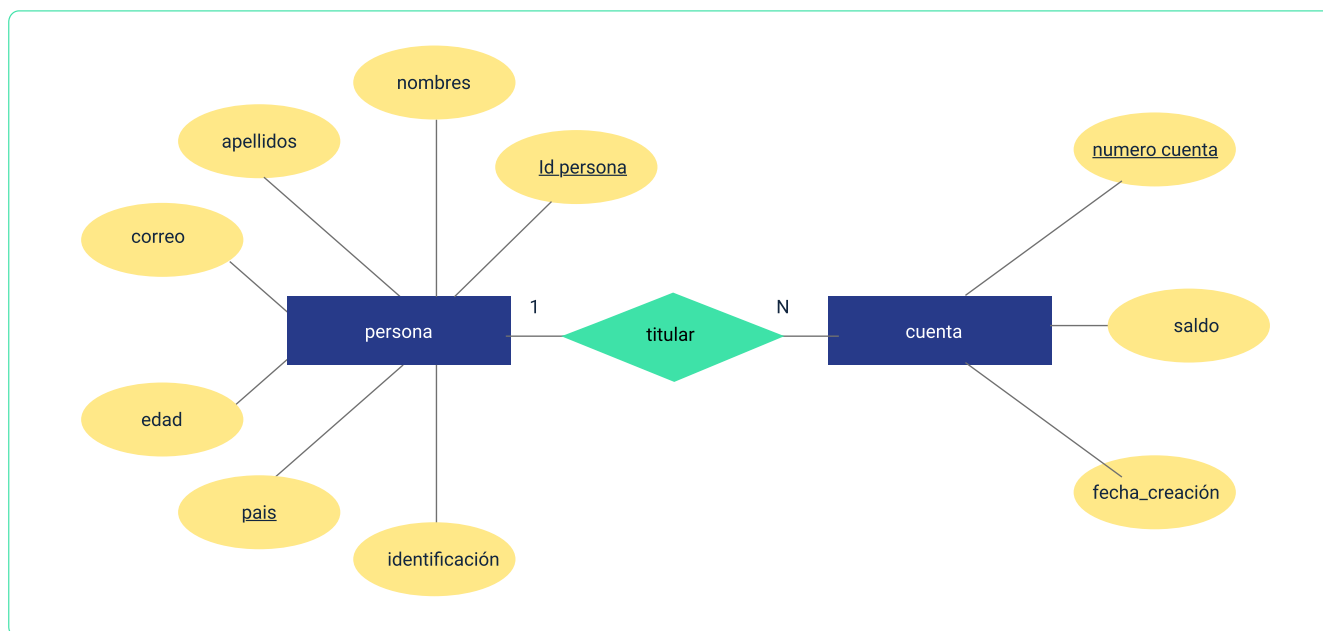 nombres
apellidos
Id persona
numero cuenta
correo
1
N
persona
titular
cuenta
saldo
edad
pais
fecha_creación
identificación